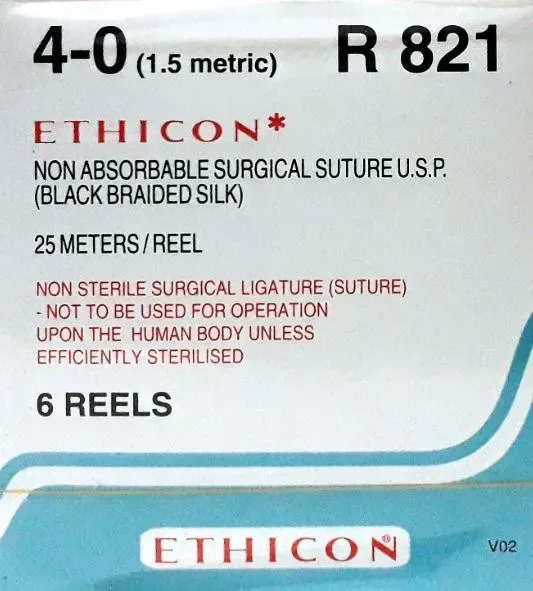 4-0 (1.5 metric) R 821
ETHICON*
NON ABSORBABLE SURGICAL SUTURE U.S.P.
(BLACK BRAIDED SILK)
25 METERS / REEL
NON STERILE SURGICAL LIGATURE (SUTURE)
- NOT TO BE USED FOR OPERATION
UPON THE HUMAN BODY UNLESS
EFFICIENTLY STERILISED
6 REELS
ETHICON®
V02